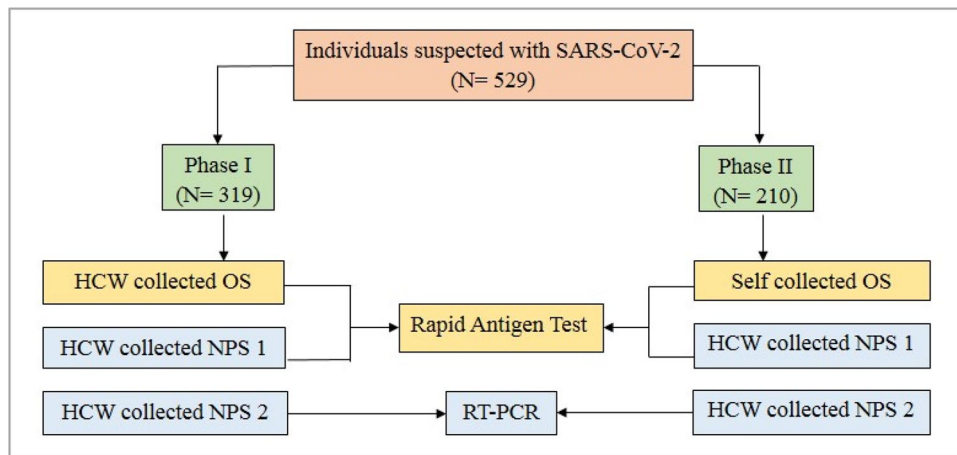 Individuals suspected with SARS-CoV-2
(N= 529)
Phase I
(N= 319)
Phase II
(N= 210)
HCW collected OS
Self collected OS
Rapid Antigen Test
HCW collected NPS 1
HCW collected NPS 1
HCW collected NPS 2
RT-PCR
HCW collected NPS 2